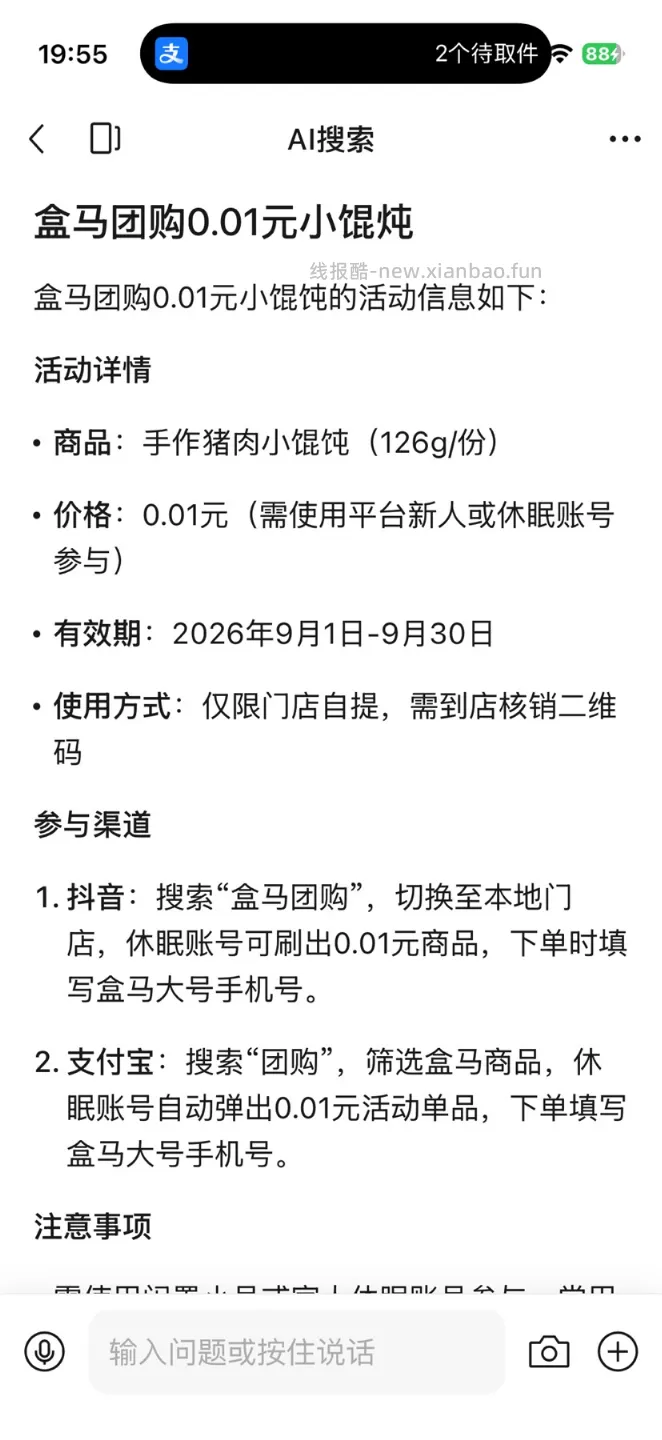 19:55
支
2个待取件
88
AI搜索
盒马团购0.01元小馄炖
线报酷-new.xianbao.fun
盒马团购0.01元小馄饨的活动信息如下：
活动详情
• 商品：手作猪肉小馄饨（126g/份）
• 价格：0.01元（需使用平台新人或休眠账号
参与）
• 有效期：2026年9月1日-9月30日
• 使用方式：仅限门店自提，需到店核销二维
码
参与渠道
1. 抖音：搜索“盒马团购”，切换至本地门
店，休眠账号可刷出0.01元商品，下单时填
写盒马大号手机号。
2. 支付宝：搜索“团购”，筛选盒马商品，休
眠账号自动弹出0.01元活动单品，下单填写
盒马大号手机号。
注意事项
输入问题或按住说话